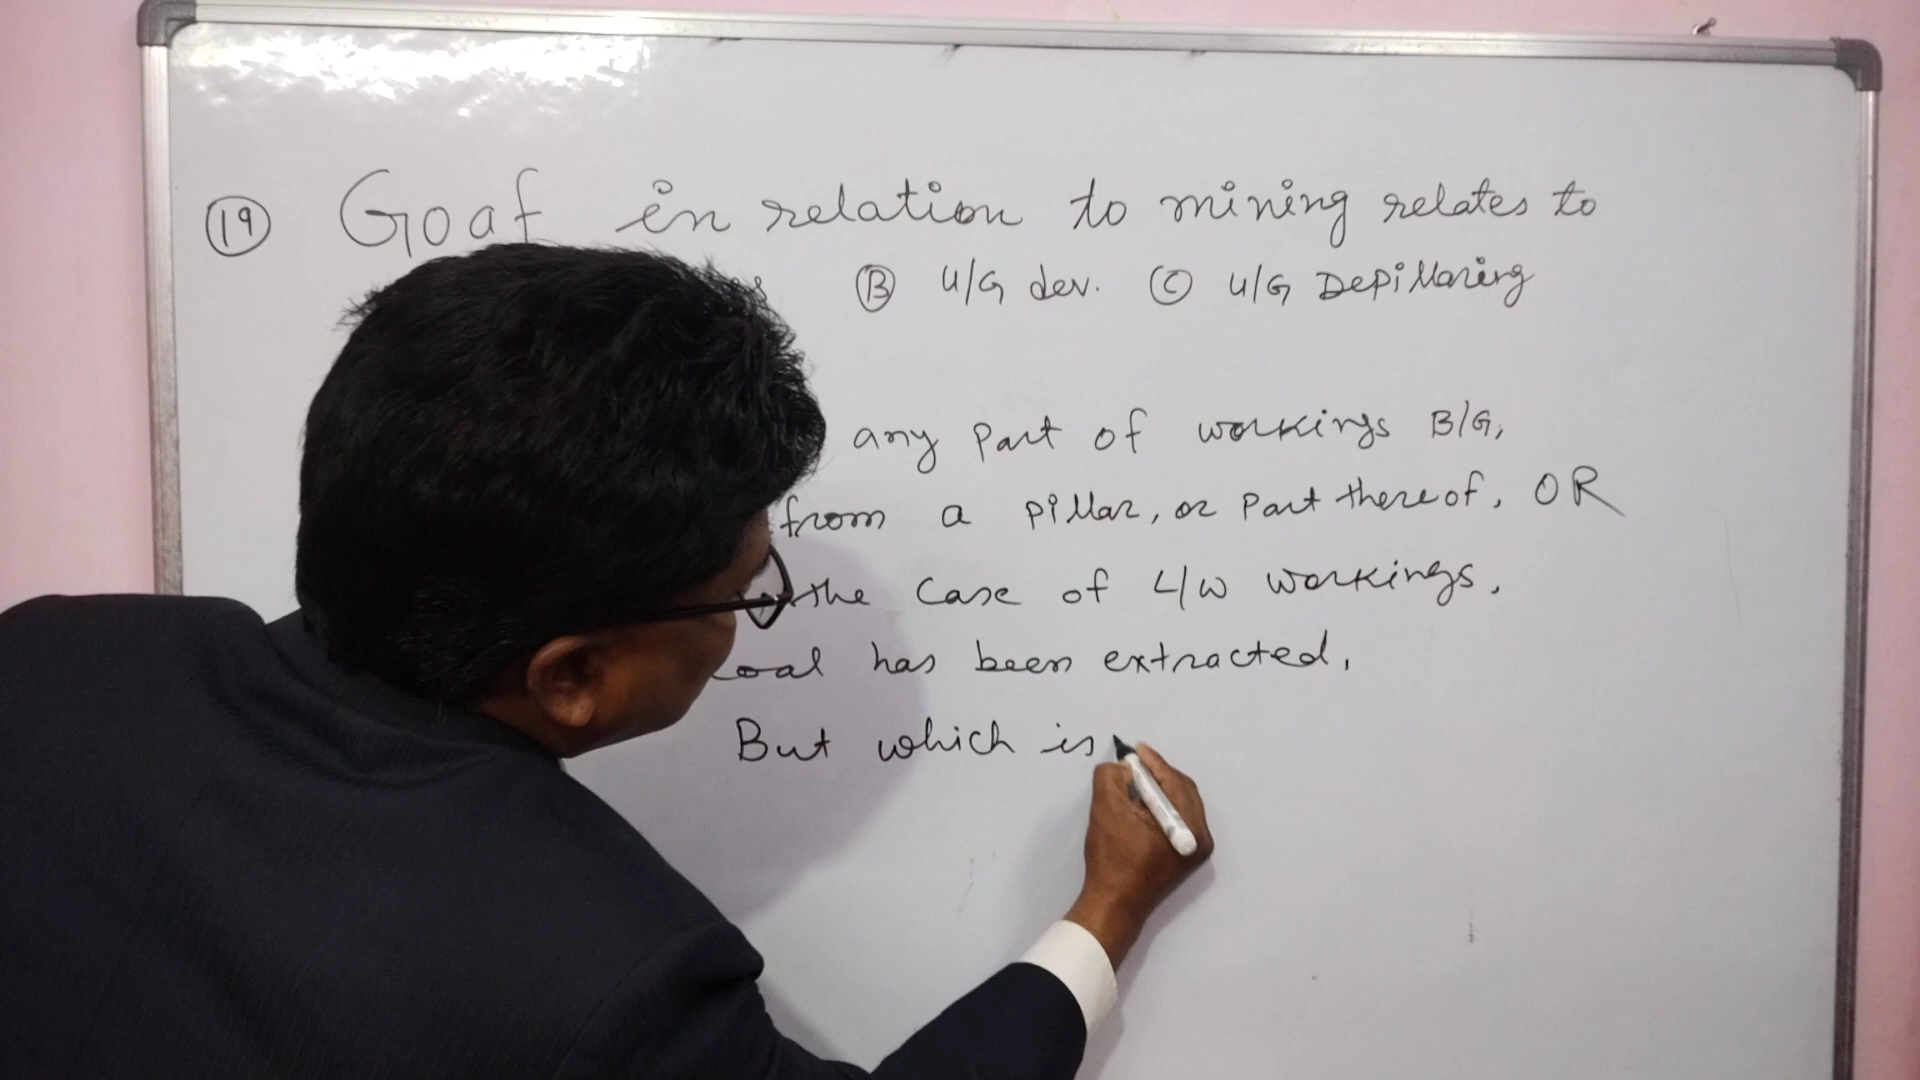 19 Goaf in relation to mining relates to
B U/G dev. C U/G Depillaring
any part of workings B/G,
from a pillar, or part thereof, OR
the case of L/W workings,
coal has been extracted,
But which is